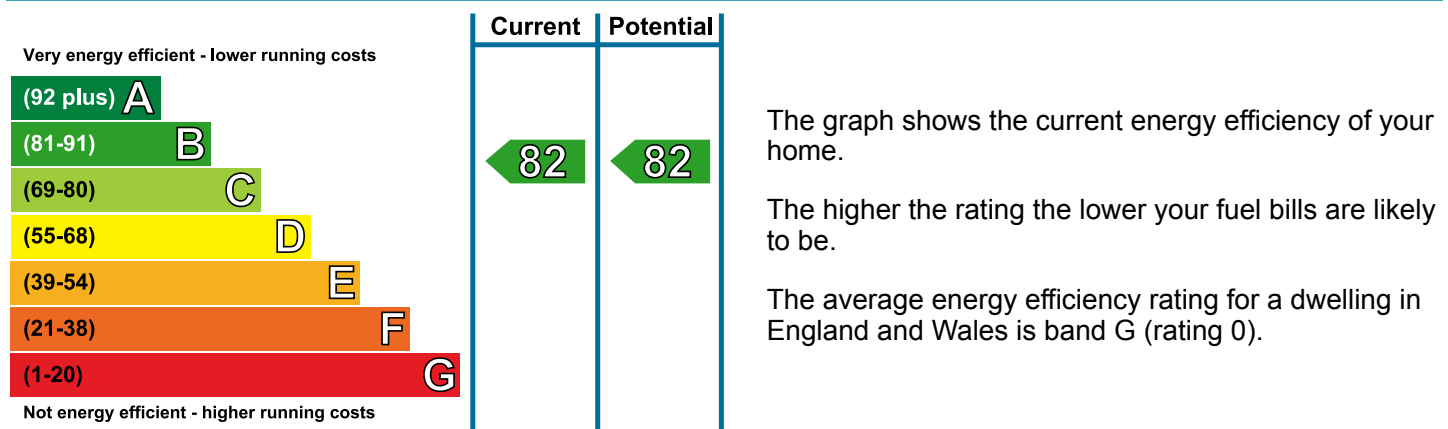 Current Potential
Very energy efficient - lower running costs
(92 plus) A
(81-91) B
(69-80) C
(55-68) D
(39-54) E
(21-38) F
(1-20) G
Not energy efficient - higher running costs
82 82
The graph shows the current energy efficiency of your
home.
The higher the rating the lower your fuel bills are likely
to be.
The average energy efficiency rating for a dwelling in
England and Wales is band G (rating 0).